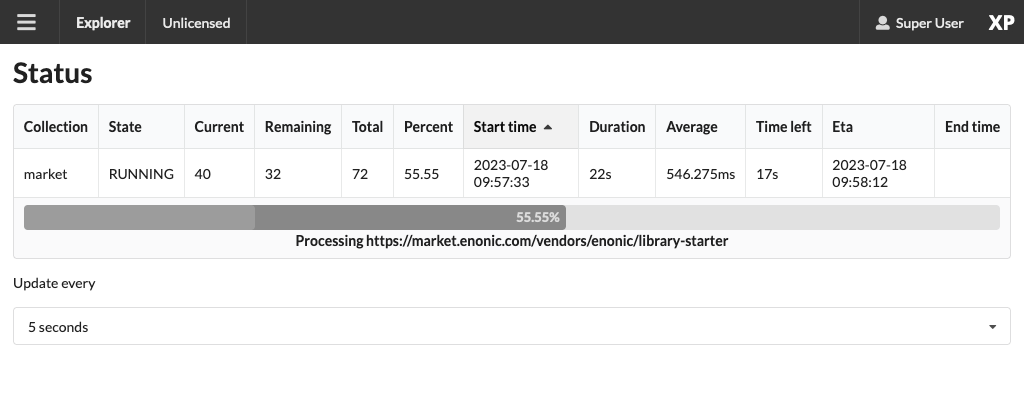 Explorer Unlicensed Super User XP
Status
Collection State Current Remaining Total Percent Start time Duration Average Time left Eta End time
market RUNNING 40 32 72 55.55 2023-07-18 09:57:33 22s 546.275ms 17s 2023-07-18 09:58:12
55.55%
Processing https://market.enonic.com/vendors/enonic/library-starter
Update every
5 seconds